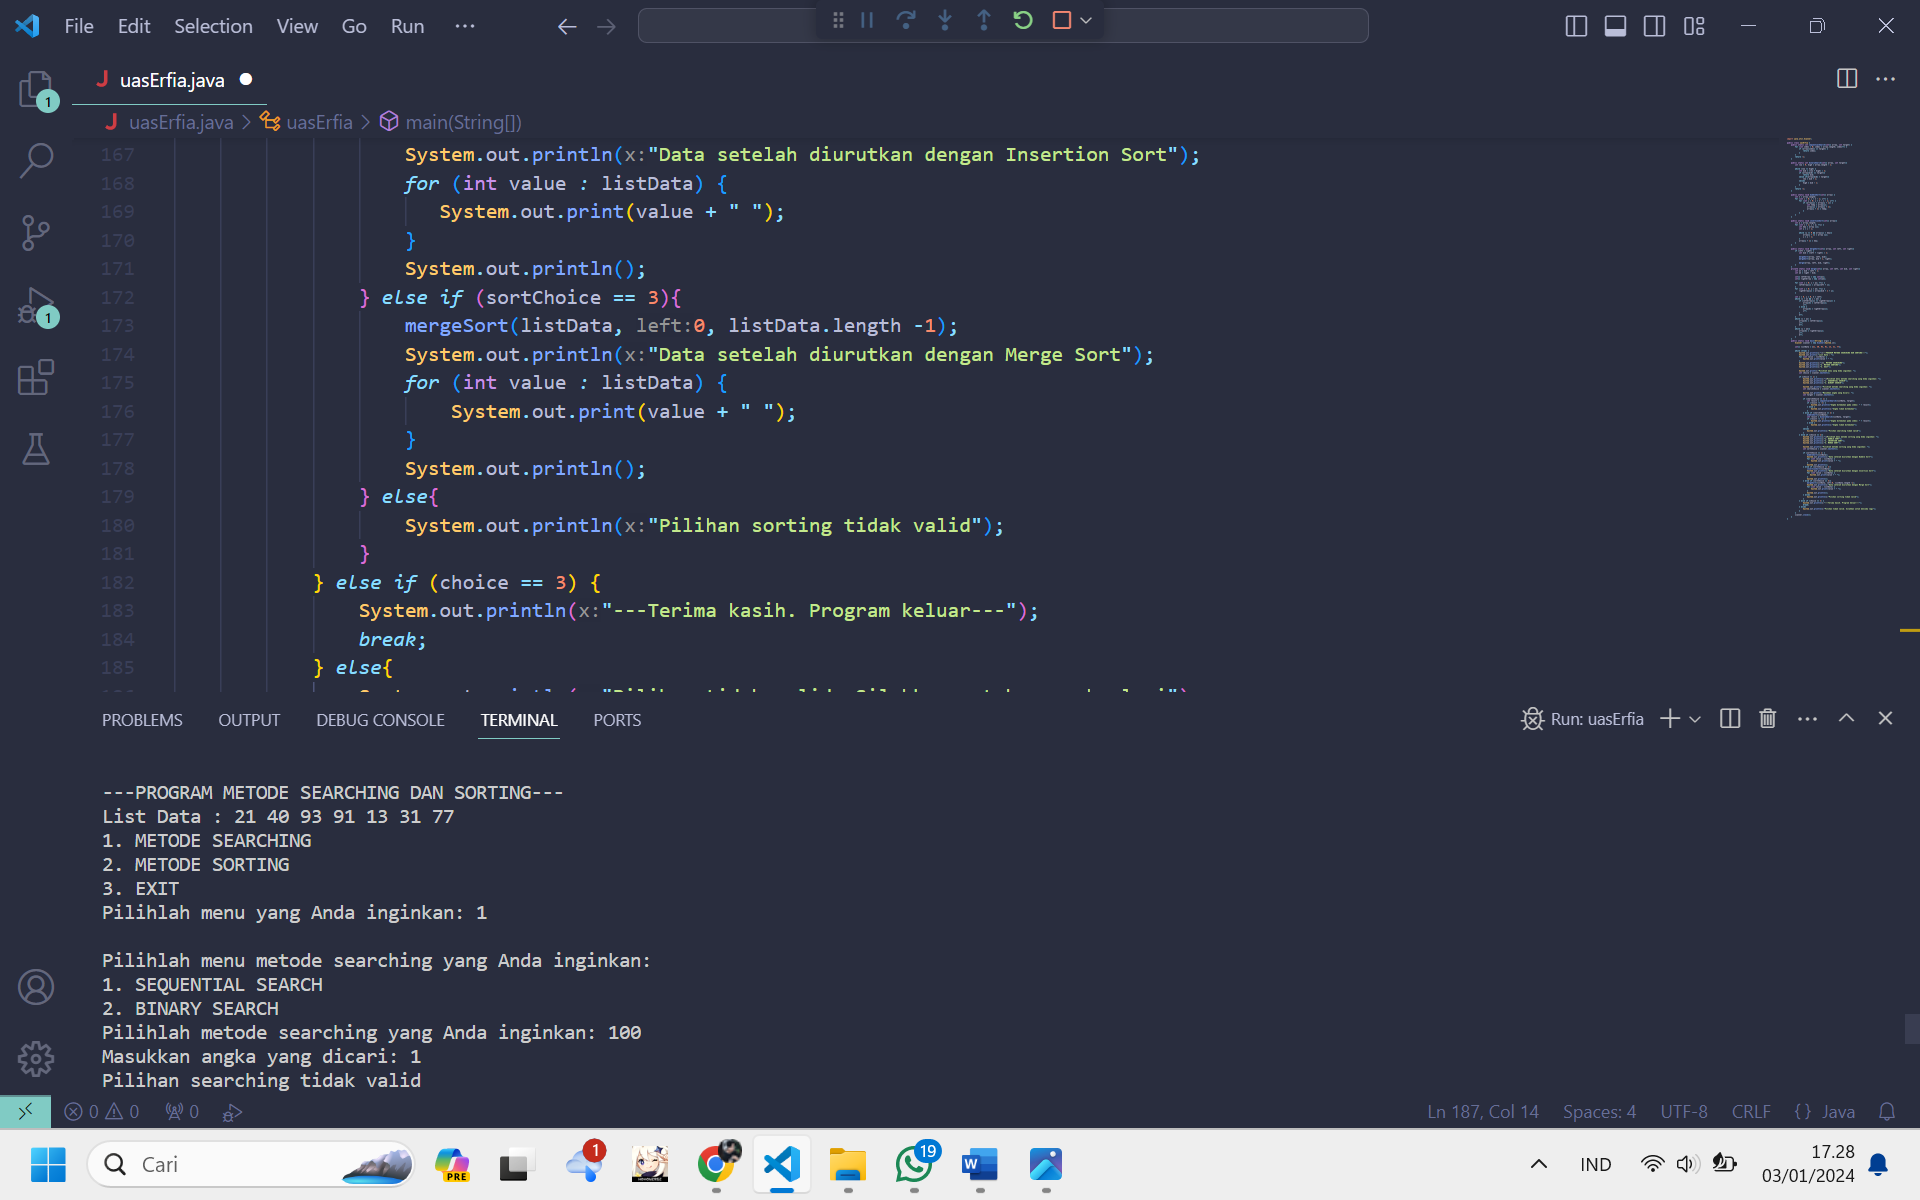 File Edit Selection View Go Run ···
uasErfia.java
uasErfia.java > uasErfia > main(String[])
167 System.out.println(x:"Data setelah diurutkan dengan Insertion Sort");
168 for (int value : listData) {
169 System.out.print(value + " ");
170 }
171 System.out.println();
172 } else if (sortChoice == 3){
173 mergeSort(listData, left:0, listData.length -1);
174 System.out.println(x:"Data setelah diurutkan dengan Merge Sort");
175 for (int value : listData) {
176 System.out.print(value + " ");
177 }
178 System.out.println();
179 } else{
180 System.out.println(x:"Pilihan sorting tidak valid");
181 }
182 } else if (choice == 3) {
183 System.out.println(x:"---Terima kasih. Program keluar---");
184 break;
185 } else{
PROBLEMS OUTPUT DEBUG CONSOLE TERMINAL PORTS Run: uasErfia
---PROGRAM METODE SEARCHING DAN SORTING---
List Data : 21 40 93 91 13 31 77
1. METODE SEARCHING
2. METODE SORTING
3. EXIT
Pilihlah menu yang Anda inginkan: 1
Pilihlah menu metode searching yang Anda inginkan:
1. SEQUENTIAL SEARCH
2. BINARY SEARCH
Pilihlah metode searching yang Anda inginkan: 100
Masukkan angka yang dicari: 1
Pilihan searching tidak valid
1
1
0 0 0 Ln 187, Col 14 Spaces: 4 UTF-8 CRLF {} Java
Cari PRE 1 19 IND 17.28
03/01/2024